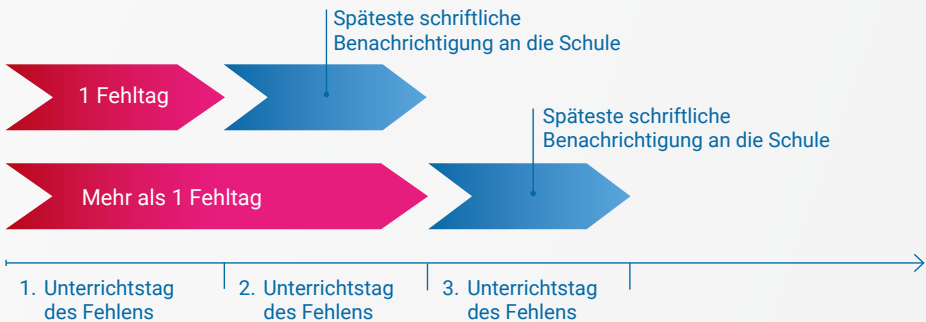 Späteste schriftliche
Benachrichtigung an die Schule
1 Fehltag
Späteste schriftliche
Benachrichtigung an die Schule
Mehr als 1 Fehltag
1. Unterrichtstag
des Fehlens
2. Unterrichtstag
des Fehlens
3. Unterrichtstag
des Fehlens